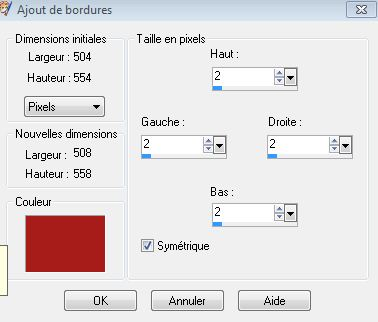 Ajout de bordures
Dimensions initiales
Largeur : 504
Hauteur : 554
Pixels
Nouvelles dimensions
Largeur : 508
Hauteur : 558
Couleur
Taille en pixels
Haut :
2
Gauche :
2
Droite :
2
Bas :
2
Symétrique
OK
Annuler
Aide